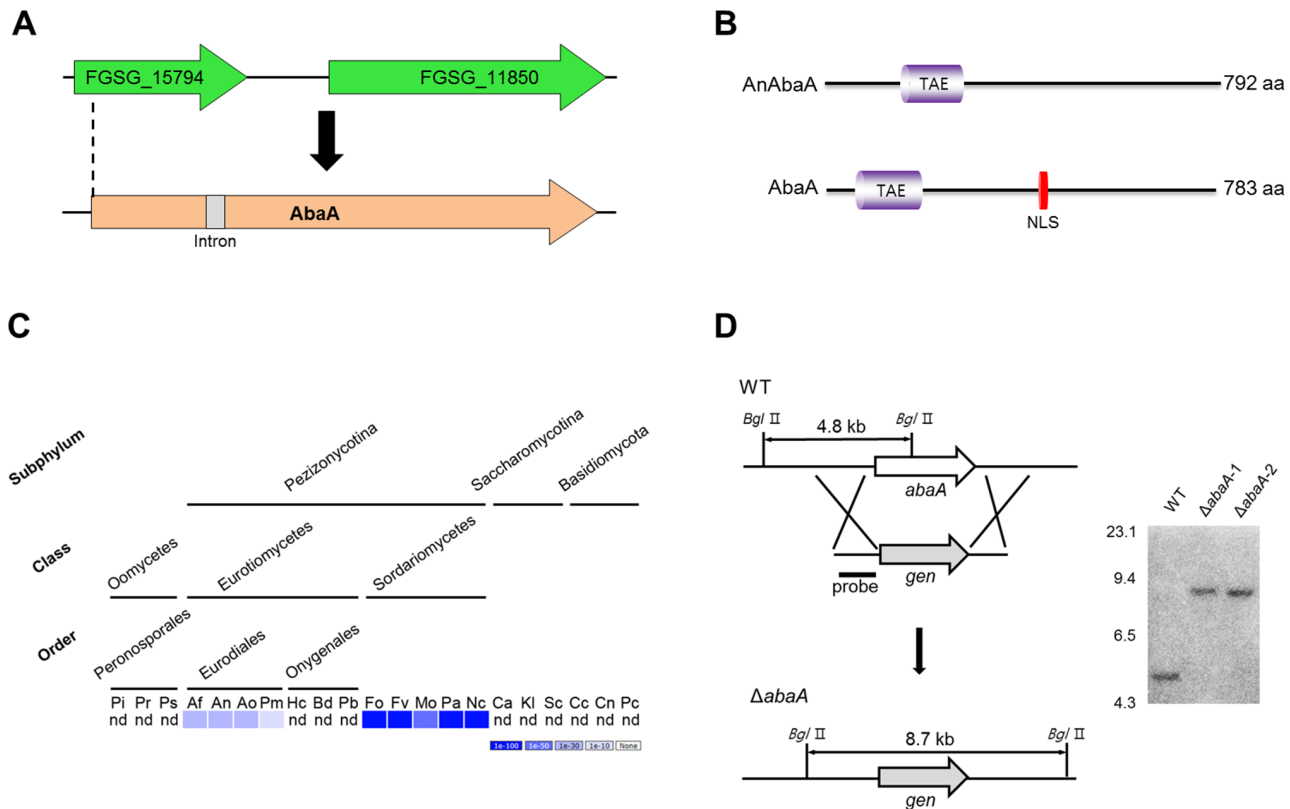 A
FGSG_15794
FGSG_11850
AbaA
Intron
B
AnAbaA
TAE
792 aa
AbaA
TAE
783 aa
NLS
C
Subphylum
Pezizonycotina
Saccharomycotina
Basidiomycota
Class
Oomycetes
Eurotiomycetes
Sordariomycetes
Order
Peronosporales
Eurodiales
Onygenales
Pi Pr Ps Af An Ao Pm Hc Bd Pb Fo Fv Mo Pa Nc Ca Kl Sc Cc Cn Pc
nd nd nd nd nd nd nd nd nd nd nd nd
1e-100 1e-50 1e-30 1e-10 None
D
WT
Bgl II
4.8 kb
Bgl II
abaA
gen
probe
ΔabaA
Bgl II
8.7 kb
Bgl II
gen
WT ΔabaA-1 ΔabaA-2
23.1
9.4
6.5
4.3